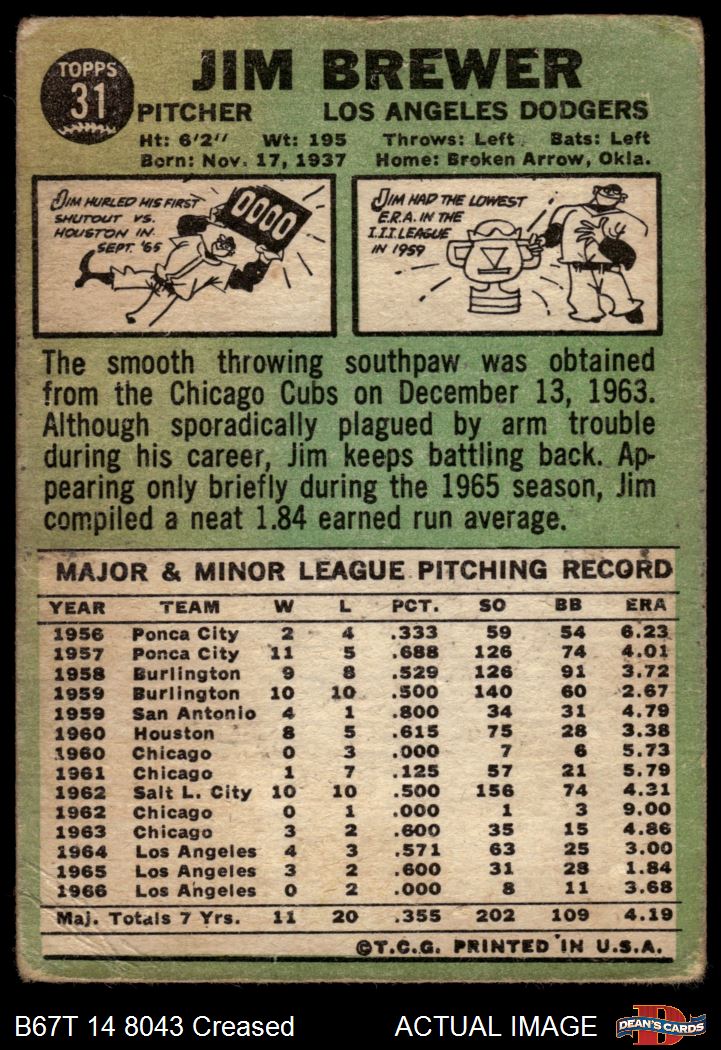 TOPPS
31
JIM BREWER
PITCHER LOS ANGELES DODGERS
Ht: 6'2" Wt: 195 Throws: Left Bats: Left
Born: Nov. 17, 1937 Home: Broken Arrow, Okla.
JIM HURLED HIS FIRST
SHUTOUT VS.
HOUSTON IN
SEPT. '65
0000
JIM HAD THE LOWEST
E.R.A. IN THE
I.I.I. LEAGUE
IN 1959
The smooth throwing southpaw was obtained
from the Chicago Cubs on December 13, 1963.
Although sporadically plagued by arm trouble
during his career, Jim keeps battling back. Ap-
pearing only briefly during the 1965 season, Jim
compiled a neat 1.84 earned run average.
MAJOR & MINOR LEAGUE PITCHING RECORD
YEAR TEAM W L PCT. SO BB ERA
1956 Ponca City 2 4 .333 59 54 6.23
1957 Ponca City 11 5 .688 126 74 4.01
1958 Burlington 9 8 .529 126 91 3.72
1959 Burlington 10 10 .500 140 60 2.67
1959 San Antonio 4 1 .800 34 31 4.79
1960 Houston 8 5 .615 75 28 3.38
1960 Chicago 0 3 .000 7 6 5.73
1961 Chicago 1 7 .125 57 21 5.79
1962 Salt L. City 10 10 .500 156 74 4.31
1962 Chicago 0 1 .000 1 3 9.00
1963 Chicago 3 2 .600 35 15 4.86
1964 Los Angeles 4 3 .571 63 25 3.00
1965 Los Angeles 3 2 .600 31 28 1.84
1966 Los Angeles 0 2 .000 8 11 3.68
Maj. Totals 7 Yrs. 11 20 .355 202 109 4.19
©T.C.G. PRINTED IN U.S.A.
B67T 14 8043 Creased ACTUAL IMAGE
D
DEAN'S CARDS